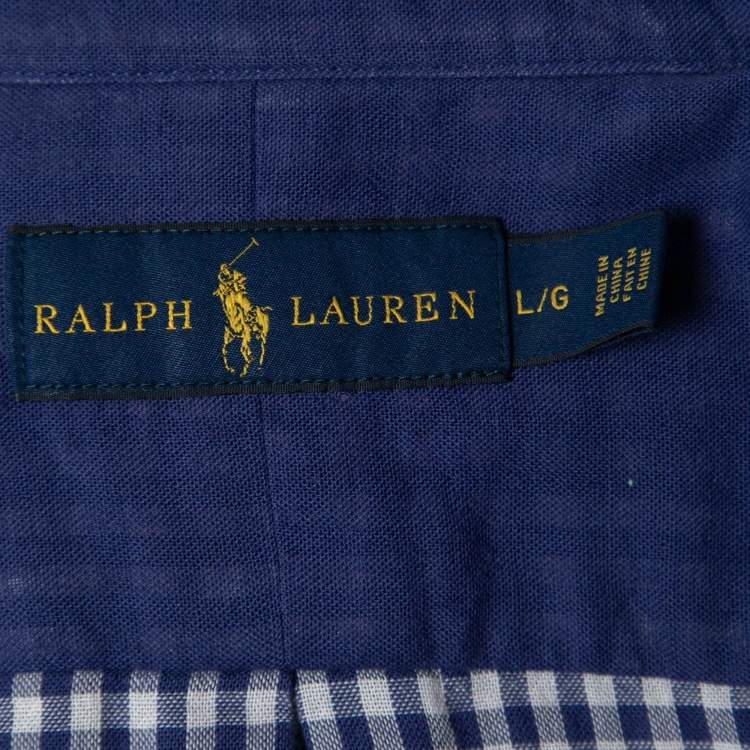 RALPH LAUREN
L/G
MADE IN
CHINA
FAIT EN
CHINE